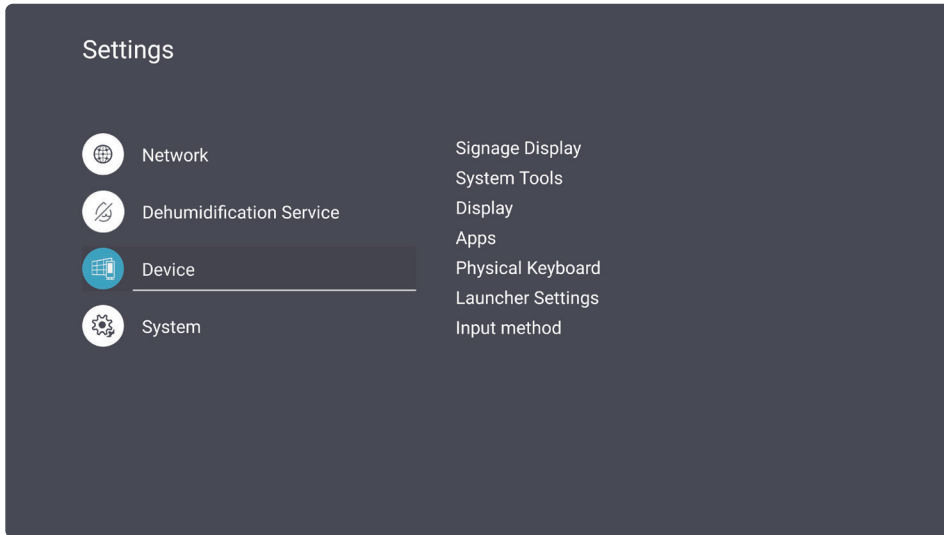 Settings
Network
Dehumidification Service
Device
System
Signage Display
System Tools
Display
Apps
Physical Keyboard
Launcher Settings
Input method